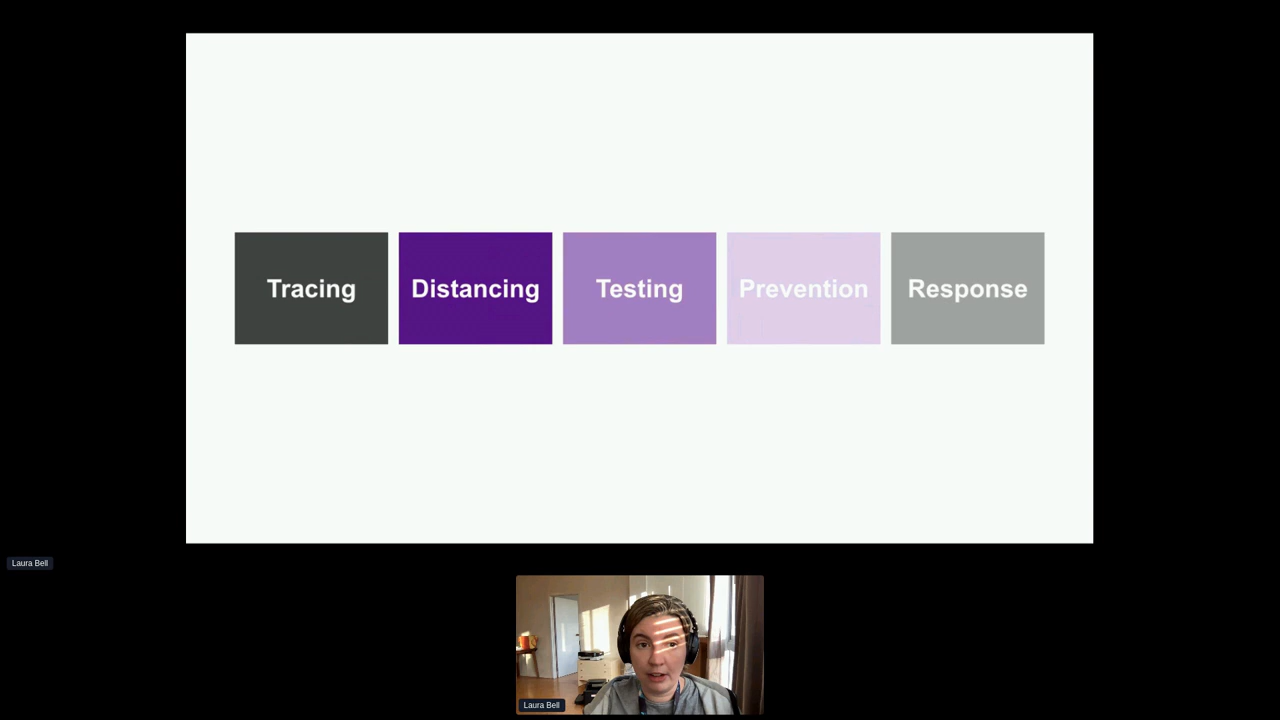 Tracing
Distancing
Testing
Prevention
Response
Laura Bell
Laura Bell